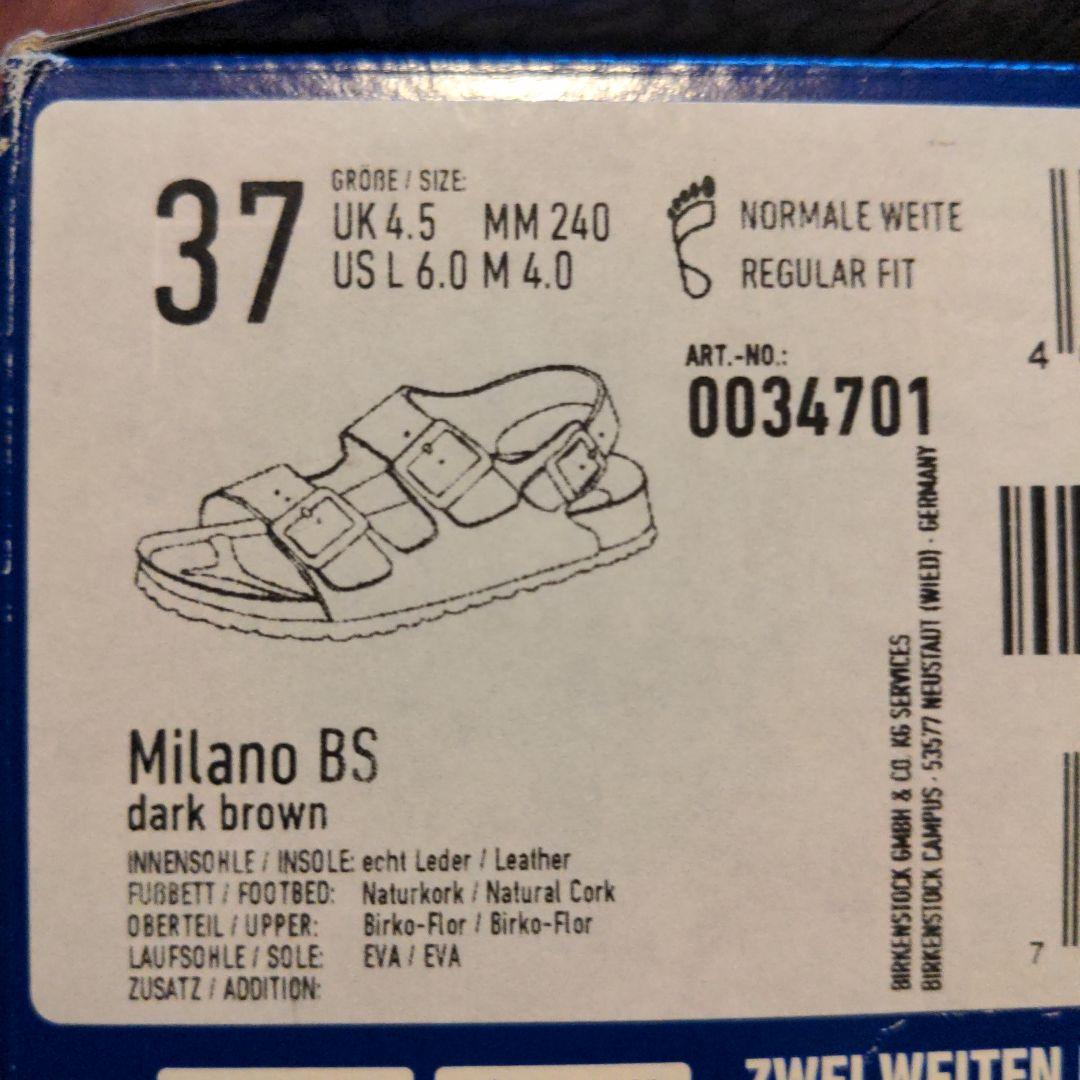 37
GRÖßE / SIZE:
UK 4.5 MM 240
US L 6.0 M 4.0
NORMALE WEITE
REGULAR FIT
ART.-NO.:
0034701
4
Milano BS
dark brown
INNENSOHLE / INSOLE: echt Leder / Leather
FUßBETT / FOOTBED: Naturkork / Natural Cork
OBERTEIL / UPPER: Birko-Flor / Birko-Flor
LAUFSOHLE / SOLE: EVA / EVA
ZUSATZ / ADDITION:
BIRKENSTOCK GMBH & CO. KG SERVICES
BIRKENSTOCK CAMPUS · 53577 NEUSTADT (WIED) · GERMANY
7
ZWEI WEITEN